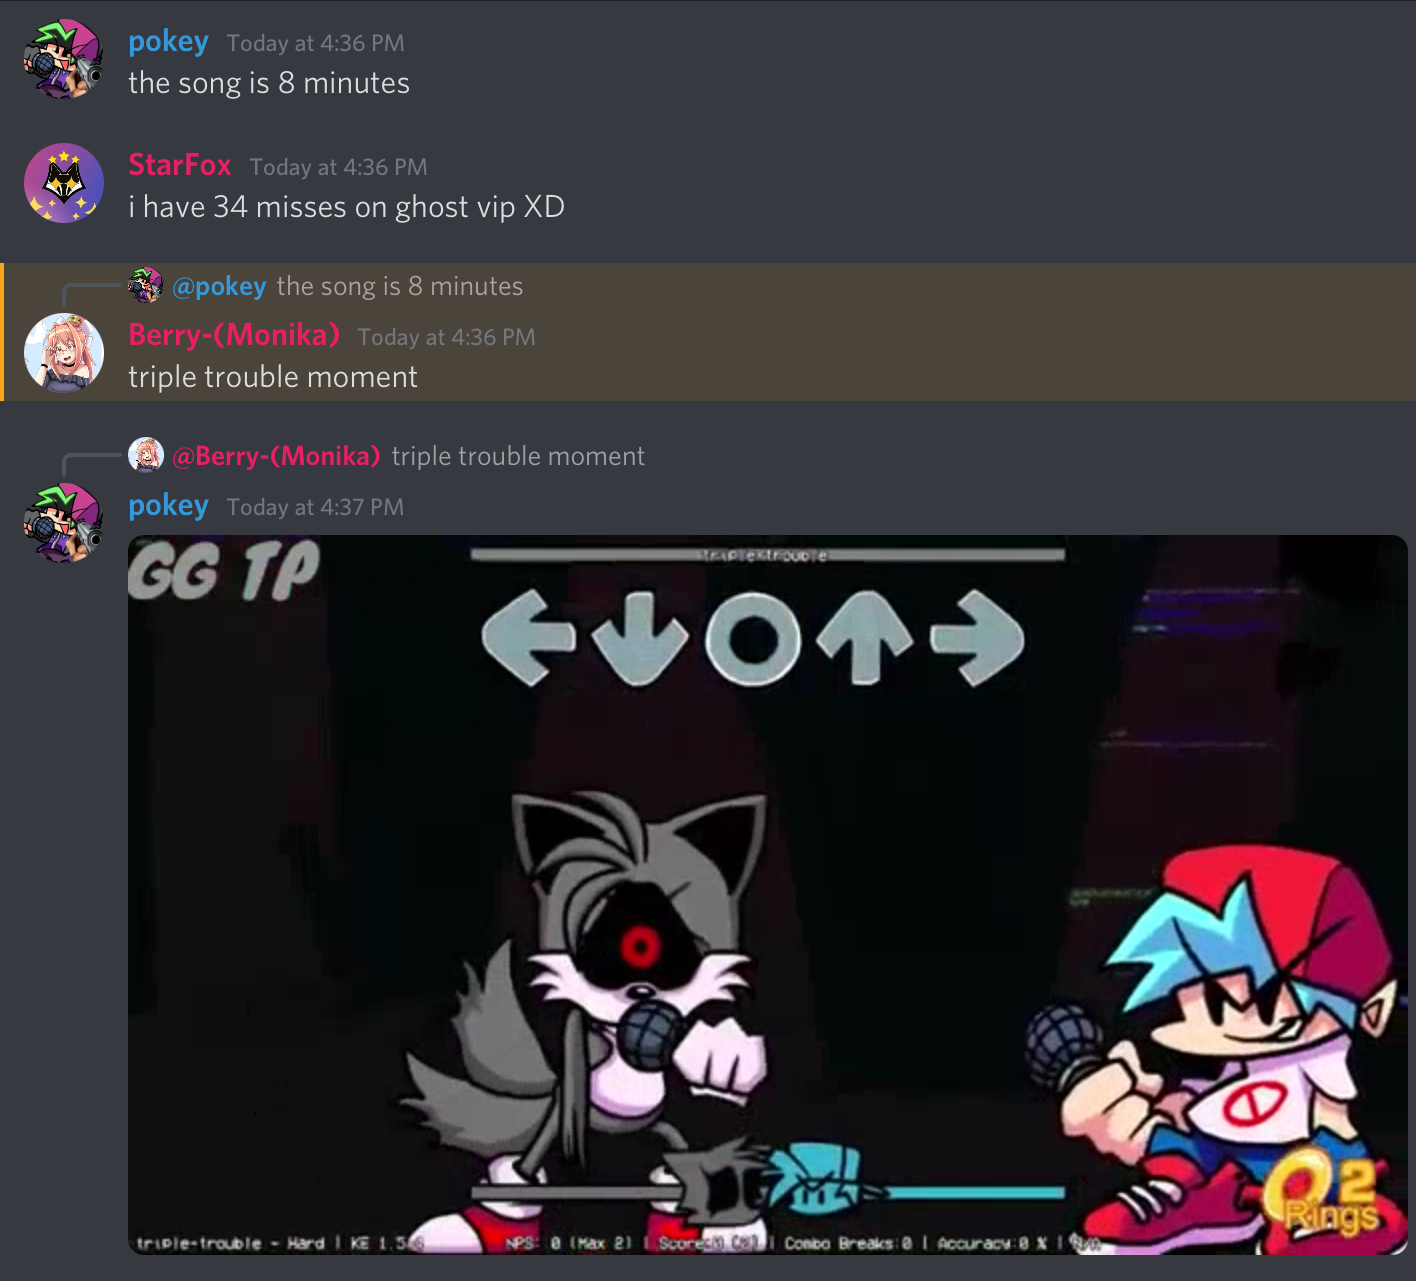 pokey Today at 4:36 PM
the song is 8 minutes
StarFox Today at 4:36 PM
i have 34 misses on ghost vip XD
@pokey the song is 8 minutes
Berry-(Monika) Today at 4:36 PM
triple trouble moment
@Berry-(Monika) triple trouble moment
pokey Today at 4:37 PM
GG TP
triple-trouble
2
Rings
triple-trouble - Hard | KE 1.5 NPS: 0 (Max 2) | Score:0 | Combo Breaks:0 | Accuracy:0 % |